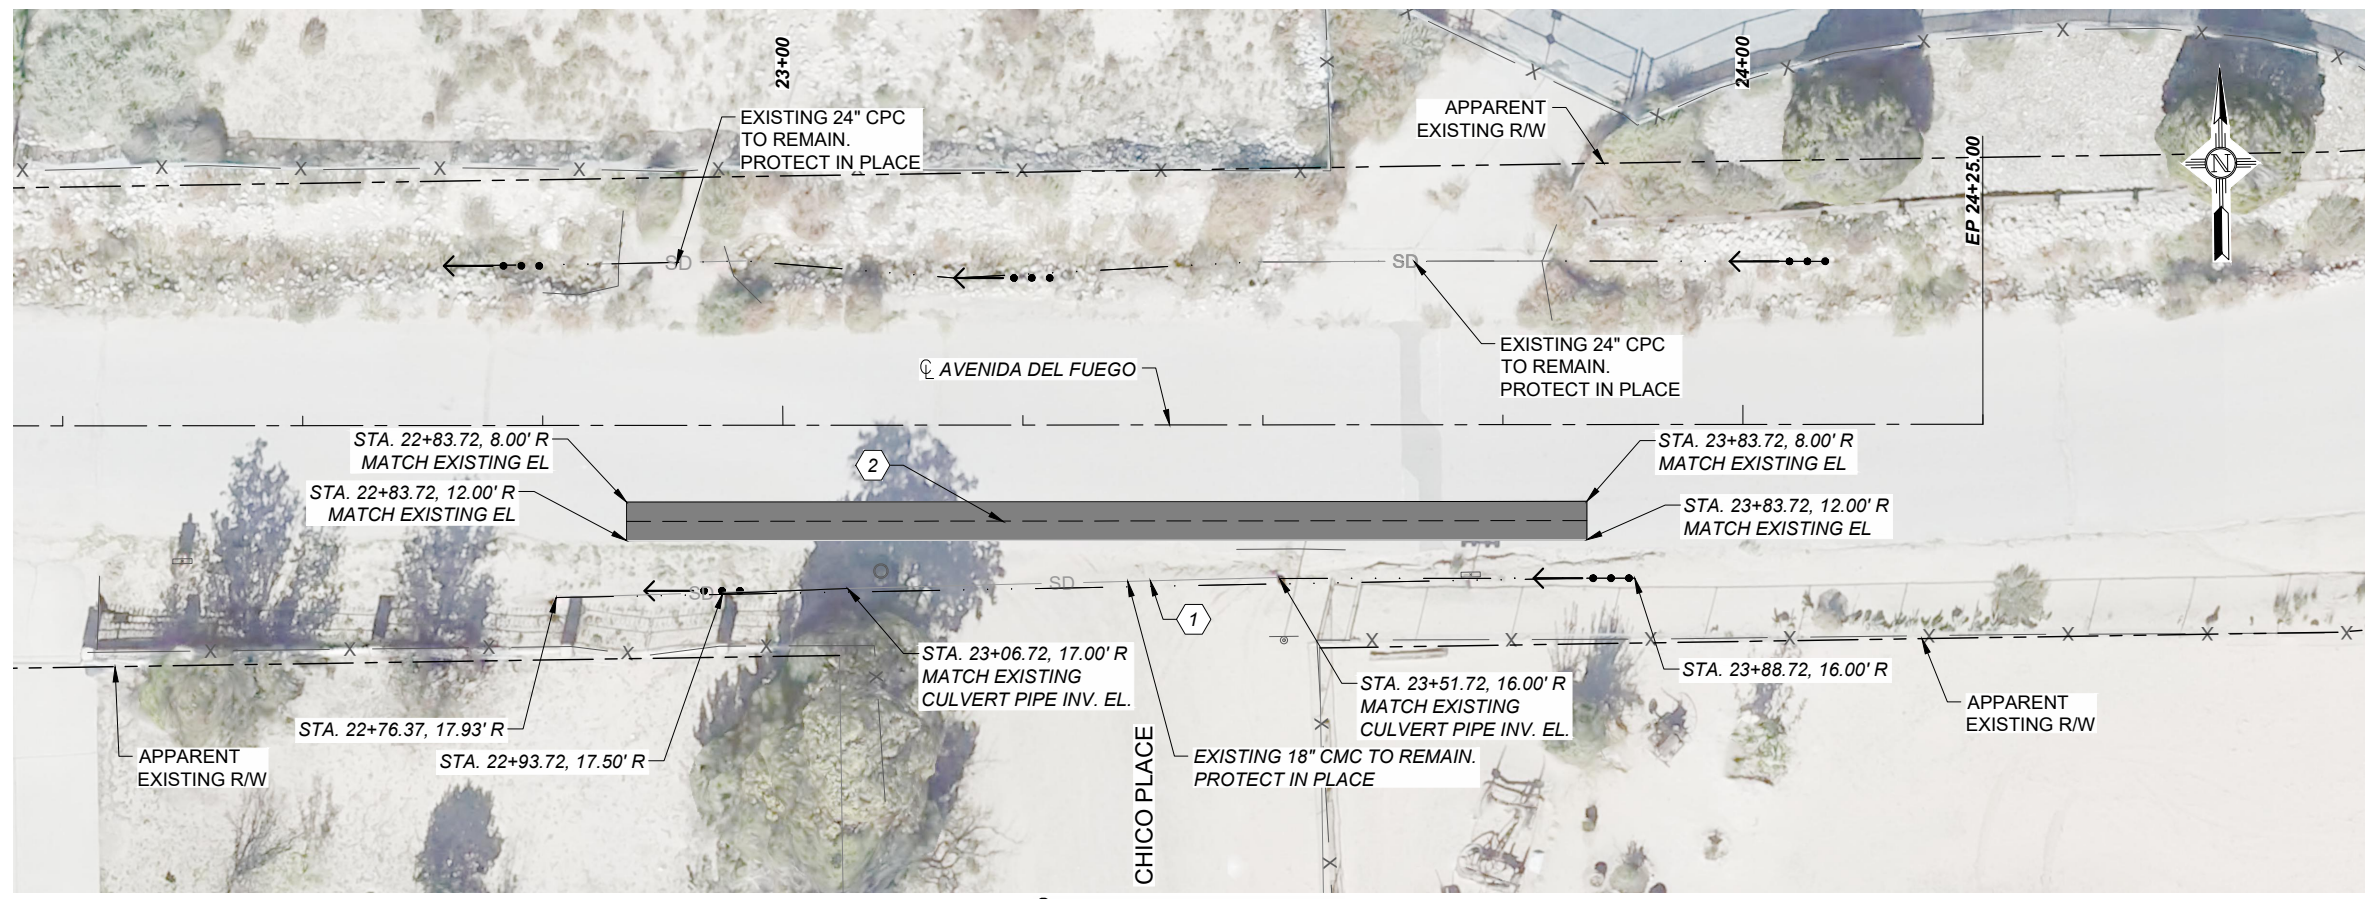 23+00
24+00
EXISTING 24" CPC
TO REMAIN.
PROTECT IN PLACE
APPARENT
EXISTING R/W
EP 24+25.00
N
SD
SD
EXISTING 24" CPC
TO REMAIN.
PROTECT IN PLACE
℄ AVENIDA DEL FUEGO
STA. 22+83.72, 8.00' R
MATCH EXISTING EL
2
STA. 23+83.72, 8.00' R
MATCH EXISTING EL
STA. 22+83.72, 12.00' R
MATCH EXISTING EL
STA. 23+83.72, 12.00' R
MATCH EXISTING EL
SD
SD
1
STA. 23+06.72, 17.00' R
MATCH EXISTING
CULVERT PIPE INV. EL.
STA. 23+51.72, 16.00' R
MATCH EXISTING
CULVERT PIPE INV. EL.
STA. 23+88.72, 16.00' R
APPARENT
EXISTING R/W
STA. 22+76.37, 17.93' R
STA. 22+93.72, 17.50' R
APPARENT
EXISTING R/W
CHICO PLACE
EXISTING 18" CMC TO REMAIN.
PROTECT IN PLACE